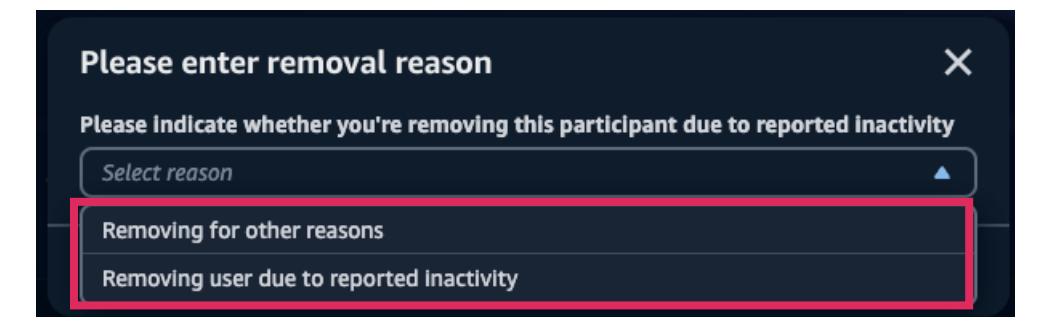 Please enter removal reason
Please indicate whether you're removing this participant due to reported inactivity
Select reason
Removing for other reasons
Removing user due to reported inactivity